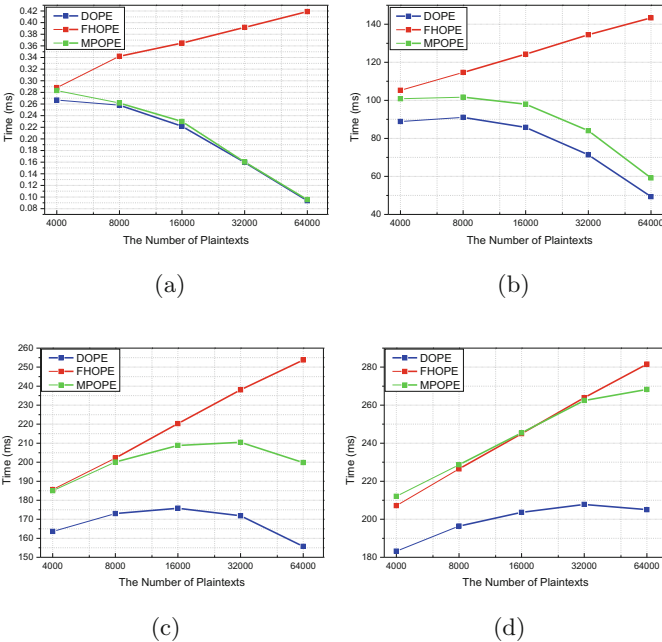 DOPE
FHOPE
MPOPE
Time (ms)
0.42
0.40
0.38
0.36
0.34
0.32
0.30
0.28
0.26
0.24
0.22
0.20
0.18
0.16
0.14
0.12
0.10
0.08
4000 8000 16000 32000 64000
The Number of Plaintexts
(a)
DOPE
FHOPE
MPOPE
Time (ms)
140
120
100
80
60
40
4000 8000 16000 32000 64000
The Number of Plaintexts
(b)
DOPE
FHOPE
MPOPE
Time (ms)
260
250
240
230
220
210
200
190
180
170
160
150
4000 8000 16000 32000 64000
The Number of Plaintexts
(c)
DOPE
FHOPE
MPOPE
Time (ms)
280
260
240
220
200
180
4000 8000 16000 32000 64000
The Number of Plaintexts
(d)